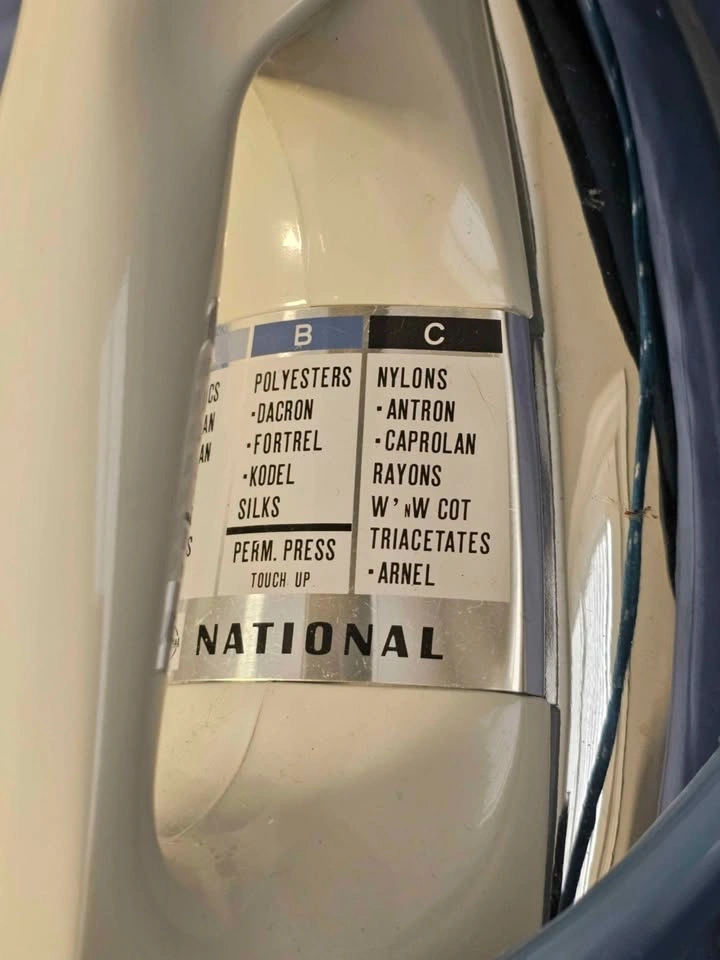 B
POLYESTERS
·DACRON
·FORTREL
·KODEL
SILKS
PERM. PRESS
TOUCH UP
C
NYLONS
·ANTRON
·CAPROLAN
RAYONS
W'NW COT
TRIACETATES
·ARNEL
NATIONAL